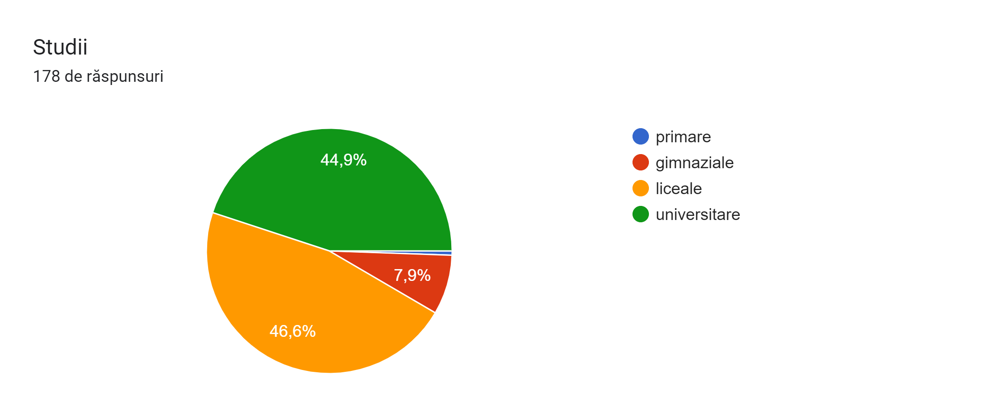 Studii
178 de răspunsuri
44,9%
7,9%
46,6%
primare
gimnaziale
liceale
universitare